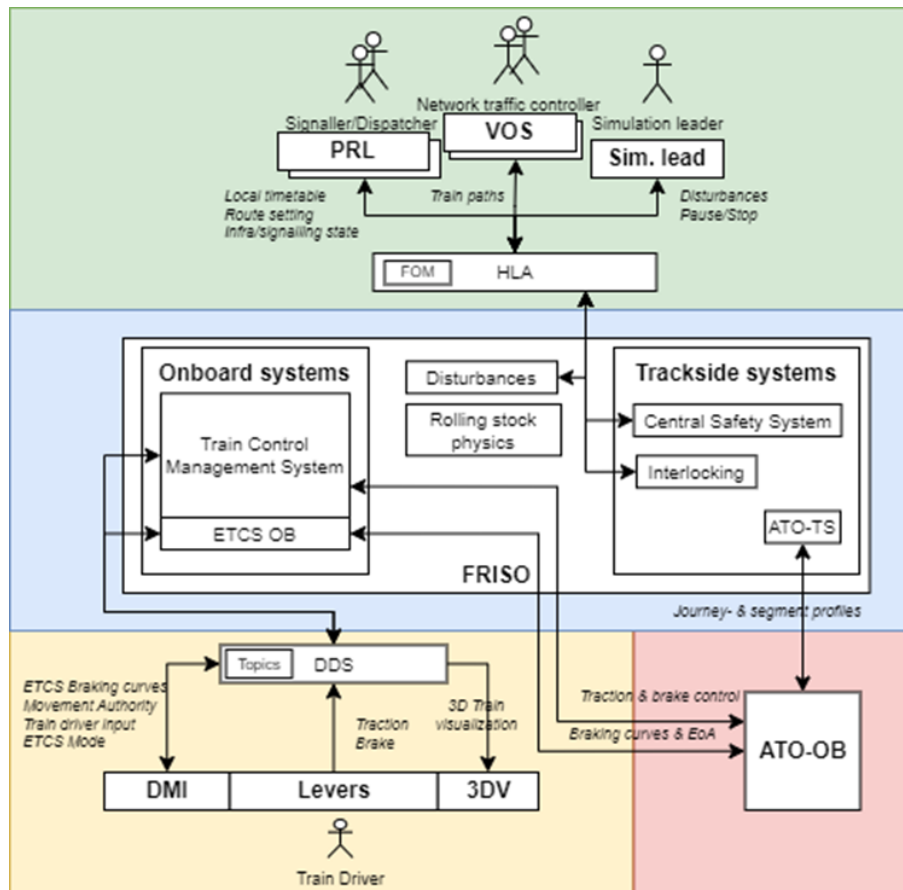 Signaller/Dispatcher
PRL
Network traffic controller
VOS
Simulation leader
Sim. lead
Local timetable
Route setting
Infra/signalling state
Train paths
Disturbances
Pause/Stop
FOM
HLA
Onboard systems
Train Control
Management System
ETCS OB
Disturbances
Rolling stock
physics
Trackside systems
Central Safety System
Interlocking
ATO-TS
FRISO
Journey- & segment profiles
Topics
DDS
ETCS Braking curves
Movement Authority
Train driver input
ETCS Mode
Traction
Brake
3D Train
visualization
Traction & brake control
Braking curves & EoA
ATO-OB
DMI
Levers
3DV
Train Driver